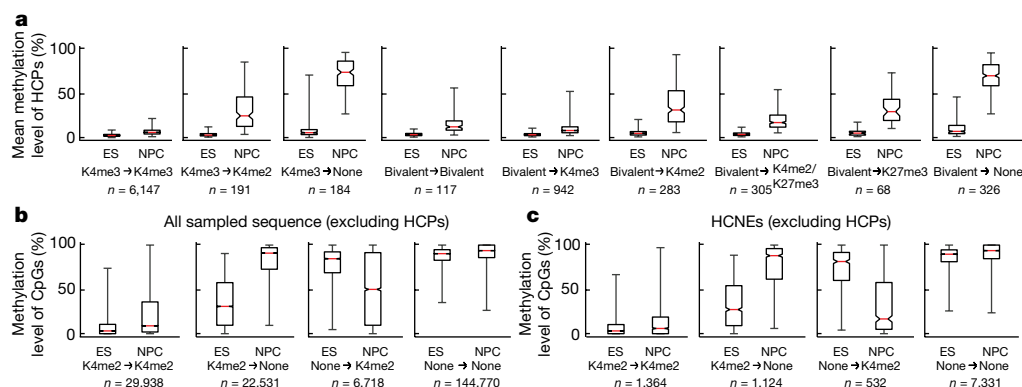 a
Mean methylation
level of HCPs (%)
100
50
0
ES NPC ES NPC ES NPC ES NPC ES NPC ES NPC ES NPC ES NPC ES NPC
K4me3➔K4me3 K4me3➔K4me2 K4me3➔None Bivalent➔Bivalent Bivalent➔K4me3 Bivalent➔K4me2 Bivalent➔K4me2/K27me3 Bivalent➔K27me3 Bivalent➔None
n = 6,147 n = 191 n = 184 n = 117 n = 942 n = 283 n = 305 n = 68 n = 326
b
All sampled sequence (excluding HCPs)
Methylation
level of CpGs (%)
100
50
0
ES NPC ES NPC ES NPC ES NPC
K4me2➔K4me2 K4me2➔None None➔K4me2 None➔None
n = 29.938 n = 22.531 n = 6.718 n = 144.770
c
HCNEs (excluding HCPs)
Methylation
level of CpGs (%)
100
50
0
ES NPC ES NPC ES NPC ES NPC
K4me2➔K4me2 K4me2➔None None➔K4me2 None➔None
n = 1.364 n = 1.124 n = 532 n = 7.331